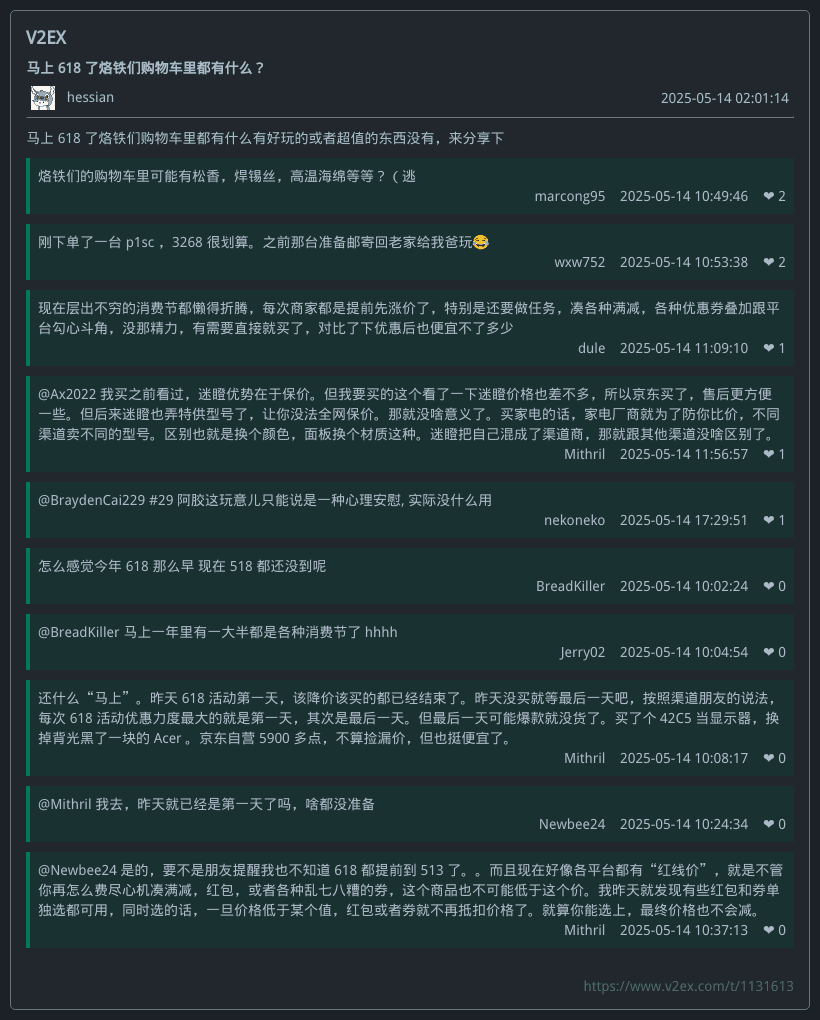 V2EX
马上 618 了烙铁们购物车里都有什么？
hessian
2025-05-14 02:01:14
马上 618 了烙铁们购物车里都有什么有好玩的或者超值的东西没有，来分享下
烙铁们的购物车里可能有松香，焊锡丝，高温海绵等等？（ 逃
marcong95 2025-05-14 10:49:46 ❤ 2
刚下单了一台 p1sc ，3268 很划算。之前那台准备邮寄回老家给我爸玩😂
wxw752 2025-05-14 10:53:38 ❤ 2
现在层出不穷的消费节都懒得折腾，每次商家都是提前先涨价了，特别是还要做任务，凑各种满减，各种优惠券叠加跟平
台勾心斗角，没那精力，有需要直接就买了，对比了下优惠后也便宜不了多少
dule 2025-05-14 11:09:10 ❤ 1
@Ax2022 我买之前看过，迷瞪优势在于保价。但我要买的这个看了一下迷瞪价格也差不多，所以京东买了，售后更方便
一些。但后来迷瞪也弄特供型号了，让你没法全网保价。那就没啥意义了。买家电的话，家电厂商就为了防你比价，不同
渠道卖不同的型号。区别也就是换个颜色，面板换个材质这种。迷瞪把自己混成了渠道商，那就跟其他渠道没啥区别了。
Mithril 2025-05-14 11:56:57 ❤ 1
@BraydenCai229 #29 阿胶这玩意儿只能说是一种心理安慰, 实际没什么用
nekoneko 2025-05-14 17:29:51 ❤ 1
怎么感觉今年 618 那么早 现在 518 都还没到呢
BreadKiller 2025-05-14 10:02:24 ❤ 0
@BreadKiller 马上一年里有一大半都是各种消费节了 hhhh
Jerry02 2025-05-14 10:04:54 ❤ 0
还什么“马上”。昨天 618 活动第一天，该降价该买的都已经结束了。昨天没买就等最后一天吧，按照渠道朋友的说法，
每次 618 活动优惠力度最大的就是第一天，其次是最后一天。但最后一天可能爆款就没货了。买了个 42C5 当显示器，换
掉背光黑了一块的 Acer 。京东自营 5900 多点，不算捡漏价，但也挺便宜了。
Mithril 2025-05-14 10:08:17 ❤ 0
@Mithril 我去，昨天就已经是第一天了吗，啥都没准备
Newbee24 2025-05-14 10:24:34 ❤ 0
@Newbee24 是的，要不是朋友提醒我也不知道 618 都提前到 513 了。。而且现在好像各平台都有“红线价”，就是不管
你再怎么费尽心机凑满减，红包，或者各种乱七八糟的券，这个商品也不可能低于这个价。我昨天就发现有些红包和券单
独选都可用，同时选的话，一旦价格低于某个值，红包或者券就不再抵扣价格了。就算你能选上，最终价格也不会减。
Mithril 2025-05-14 10:37:13 ❤ 0
https://www.v2ex.com/t/1131613